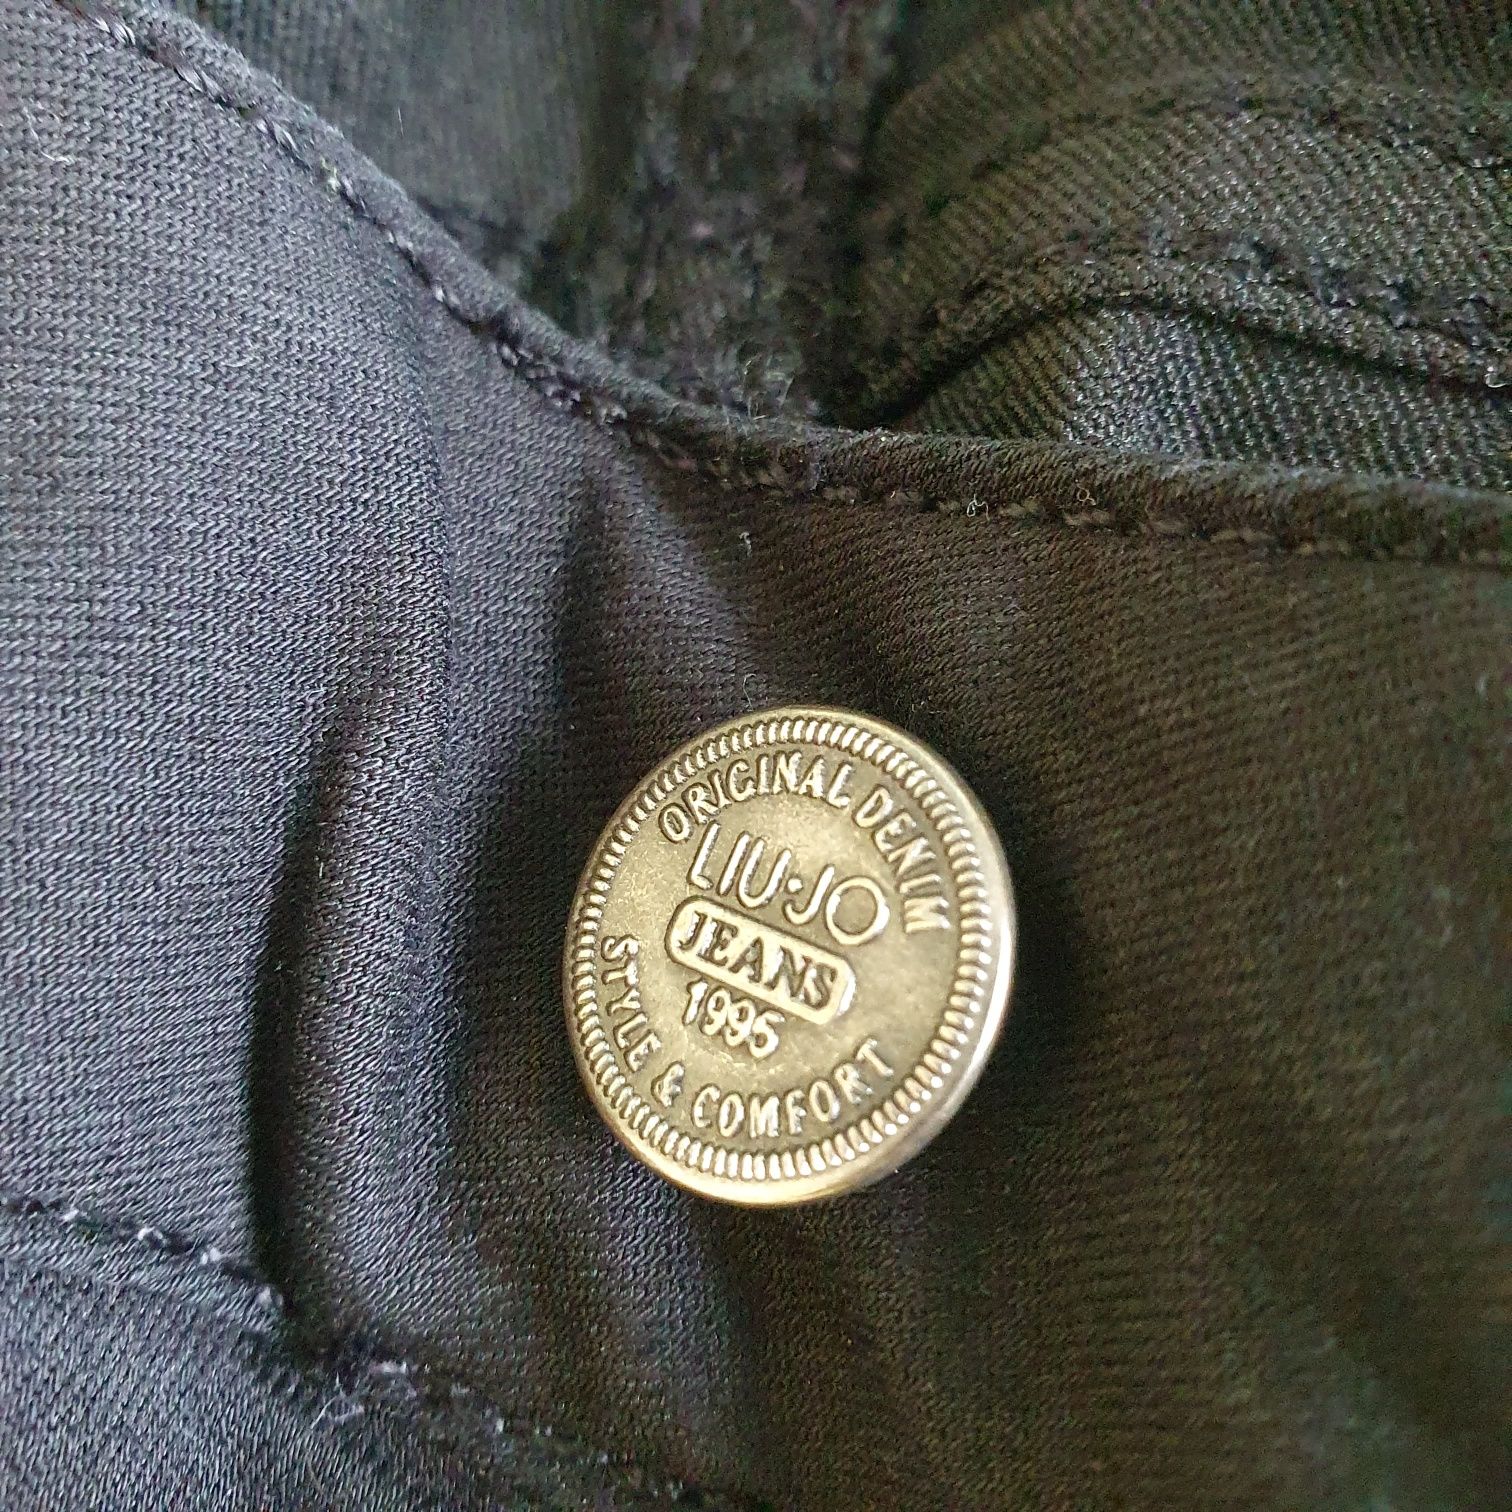 ORIGINAL DENIM
LIU·JO
JEANS
1995
STYLE & COMFORT